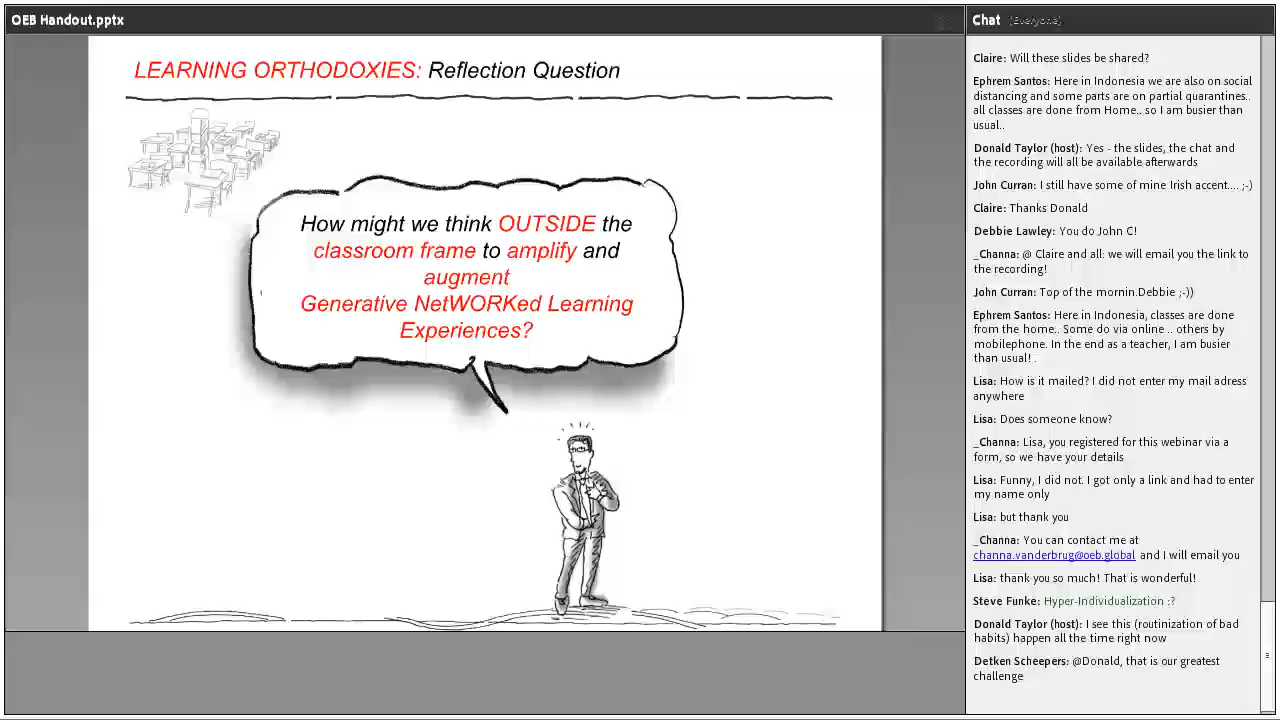 OEB Handout.pptx
LEARNING ORTHODOXIES: Reflection Question
How might we think OUTSIDE the
classroom frame to amplify and
augment
Generative NetWORKed Learning
Experiences?
Chat (Everyone)
Claire: Will these slides be shared?
Ephrem Santos: Here in Indonesia we are also on social
distancing and some parts are on partial quarantines..
all classes are done from Home.. so I am busier than
usual..
Donald Taylor (host): Yes - the slides, the chat and
the recording will all be available afterwards
John Curran: I still have some of mine Irish accent.... ;-)
Claire: Thanks Donald
Debbie Lawley: You do John C!
_Channa: @ Claire and all: we will email you the link to
the recording!
John Curran: Top of the mornin.Debbie ;-))
Ephrem Santos: Here in Indonesia, classes are done
from the home.. Some do via online .. others by
mobilephone. In the end as a teacher, I am busier
than usual! .
Lisa: How is it mailed? I did not enter my mail adress
anywhere
Lisa: Does someone know?
_Channa: Lisa, you registered for this webinar via a
form, so we have your details
Lisa: Funny, I did not. I got only a link and had to enter
my name only
Lisa: but thank you
_Channa: You can contact me at
channa.vanderbrug@oeb.global and I will email you
Lisa: thank you so much! That is wonderful!
Steve Funke: Hyper-Individualization :?
Donald Taylor (host): I see this (routinization of bad
habits) happen all the time right now
Detken Scheepers: @Donald, that is our greatest
challenge